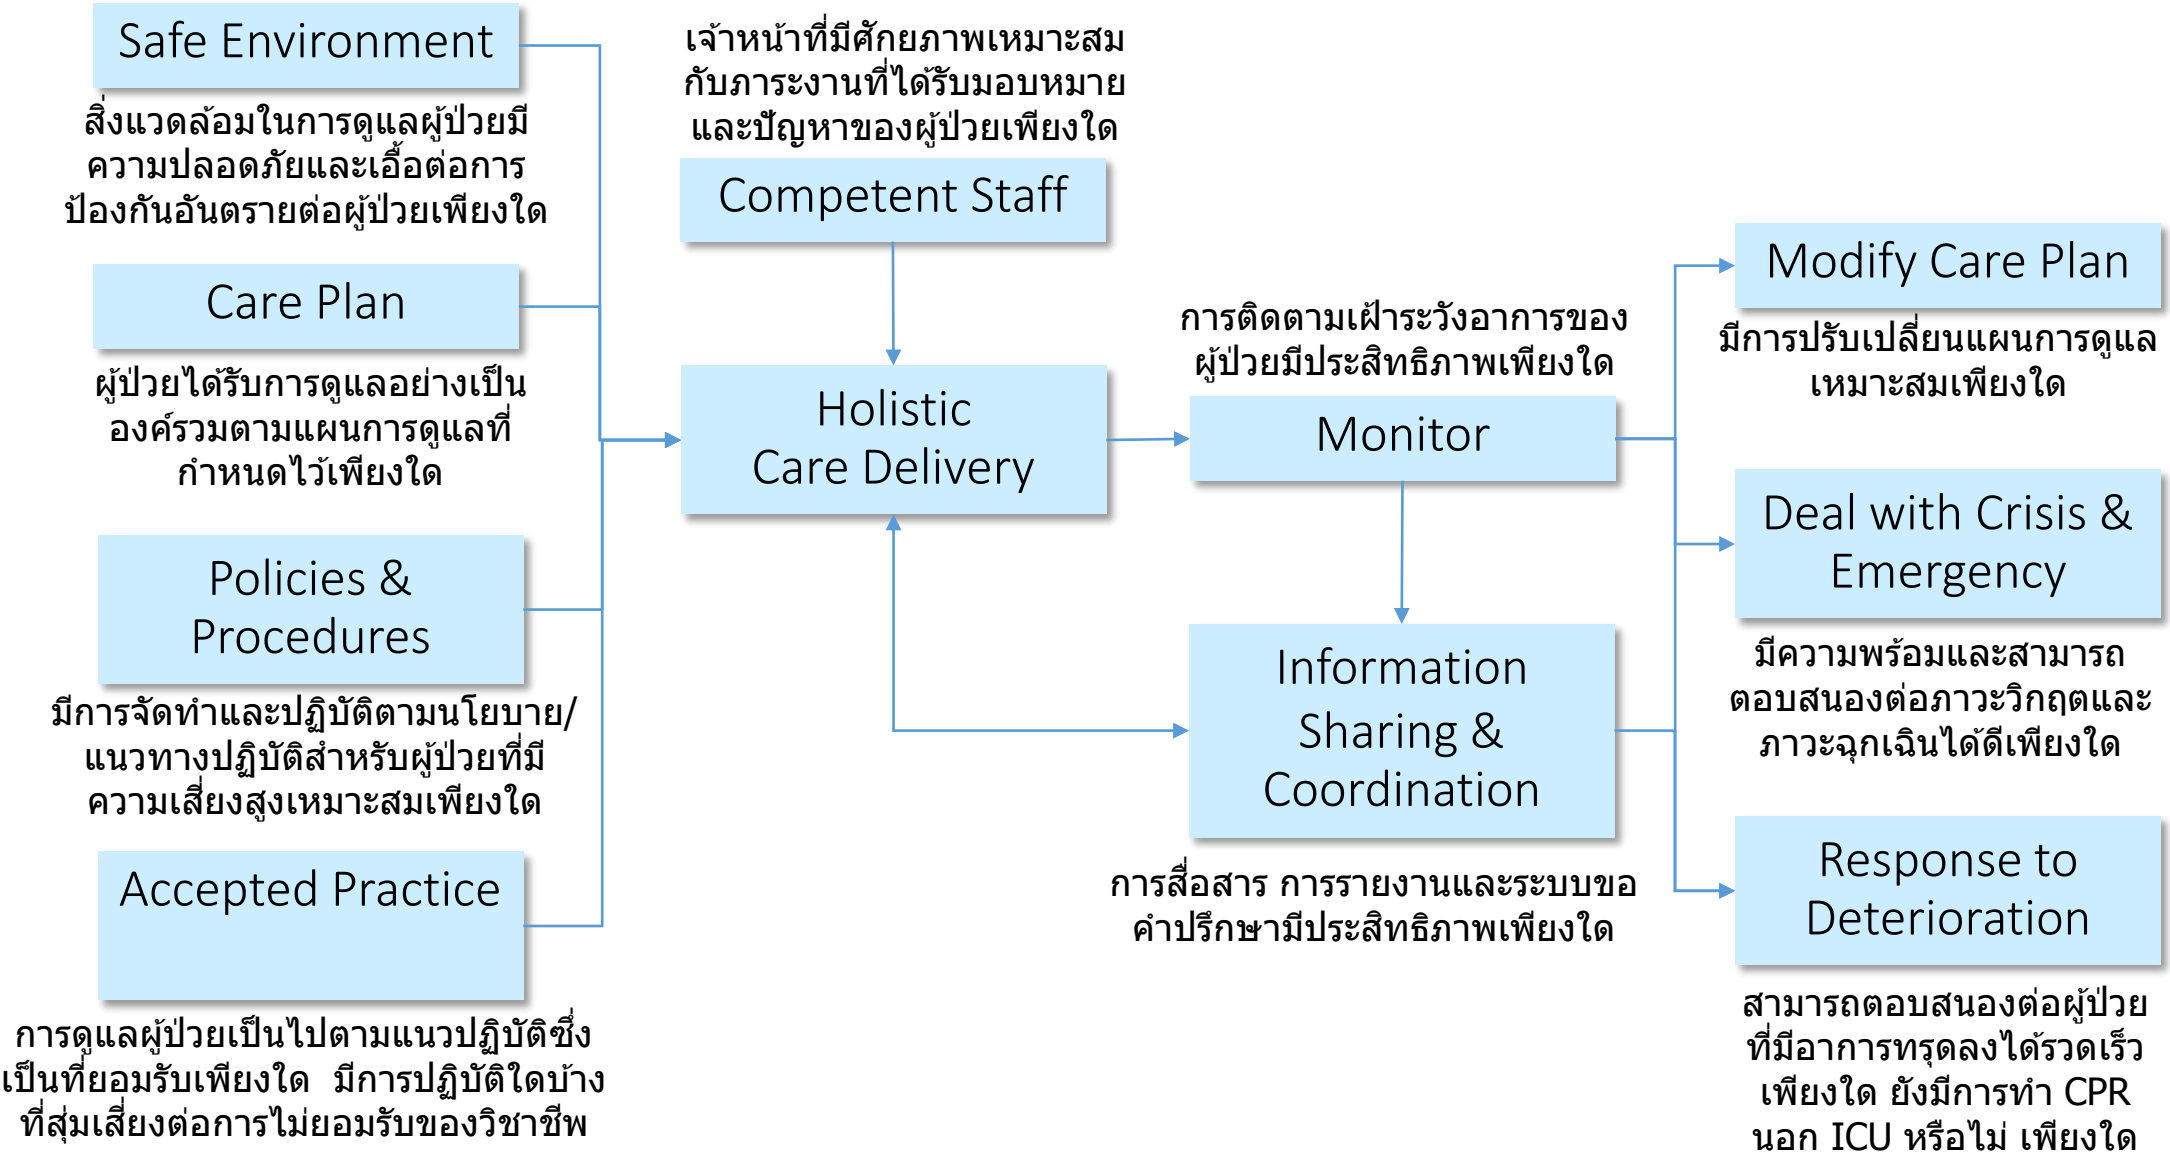 Safe Environment
สิ่งแวดล้อมในการดูแลผู้ป่วยมี
ความปลอดภัยและเอื้อต่อการ
ป้องกันอันตรายต่อผู้ป่วยเพียงใด
Care Plan
ผู้ป่วยได้รับการดูแลอย่างเป็น
องค์รวมตามแผนการดูแลที่
กำหนดไว้เพียงใด
Policies &
Procedures
มีการจัดทำและปฏิบัติตามนโยบาย/
แนวทางปฏิบัติสำหรับผู้ป่วยที่มี
ความเสี่ยงสูงเหมาะสมเพียงใด
Accepted Practice
การดูแลผู้ป่วยเป็นไปตามแนวปฏิบัติซึ่ง
เป็นที่ยอมรับเพียงใด  มีการปฏิบัติใดบ้าง
ที่สุ่มเสี่ยงต่อการไม่ยอมรับของวิชาชีพ
เจ้าหน้าที่มีศักยภาพเหมาะสม
กับภาระงานที่ได้รับมอบหมาย
และปัญหาของผู้ป่วยเพียงใด
Competent Staff
Holistic
Care Delivery
การติดตามเฝ้าระวังอาการของ
ผู้ป่วยมีประสิทธิภาพเพียงใด
Monitor
Information
Sharing &
Coordination
การสื่อสาร การรายงานและระบบขอ
คำปรึกษามีประสิทธิภาพเพียงใด
Modify Care Plan
มีการปรับเปลี่ยนแผนการดูแล
เหมาะสมเพียงใด
Deal with Crisis &
Emergency
มีความพร้อมและสามารถ
ตอบสนองต่อภาวะวิกฤตและ
ภาวะฉุกเฉินได้ดีเพียงใด
Response to
Deterioration
สามารถตอบสนองต่อผู้ป่วย
ที่มีอาการทรุดลงได้รวดเร็ว
เพียงใด ยังมีการทำ CPR
นอก ICU หรือไม่ เพียงใด